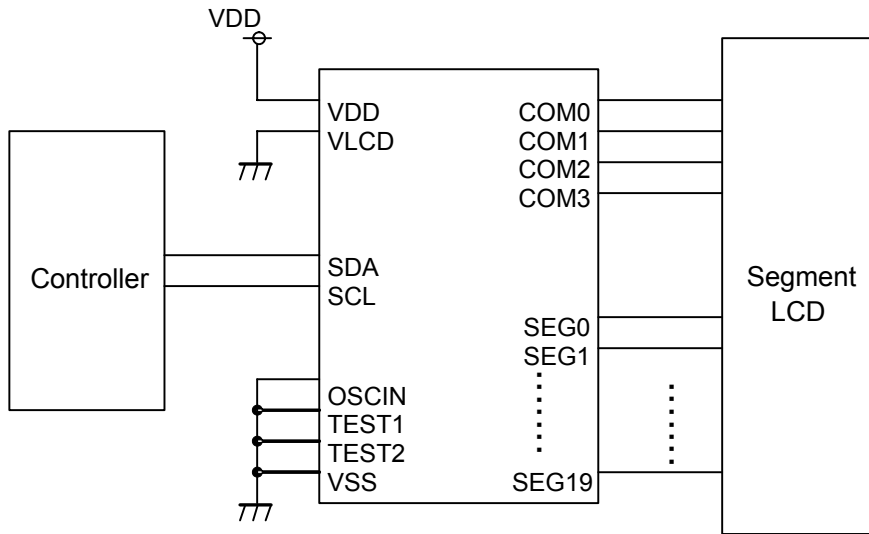 VDD
VDD
VLCD
COM0
COM1
COM2
COM3
Controller
SDA
SCL
Segment
LCD
SEG0
SEG1
OSCIN
TEST1
TEST2
VSS
SEG19